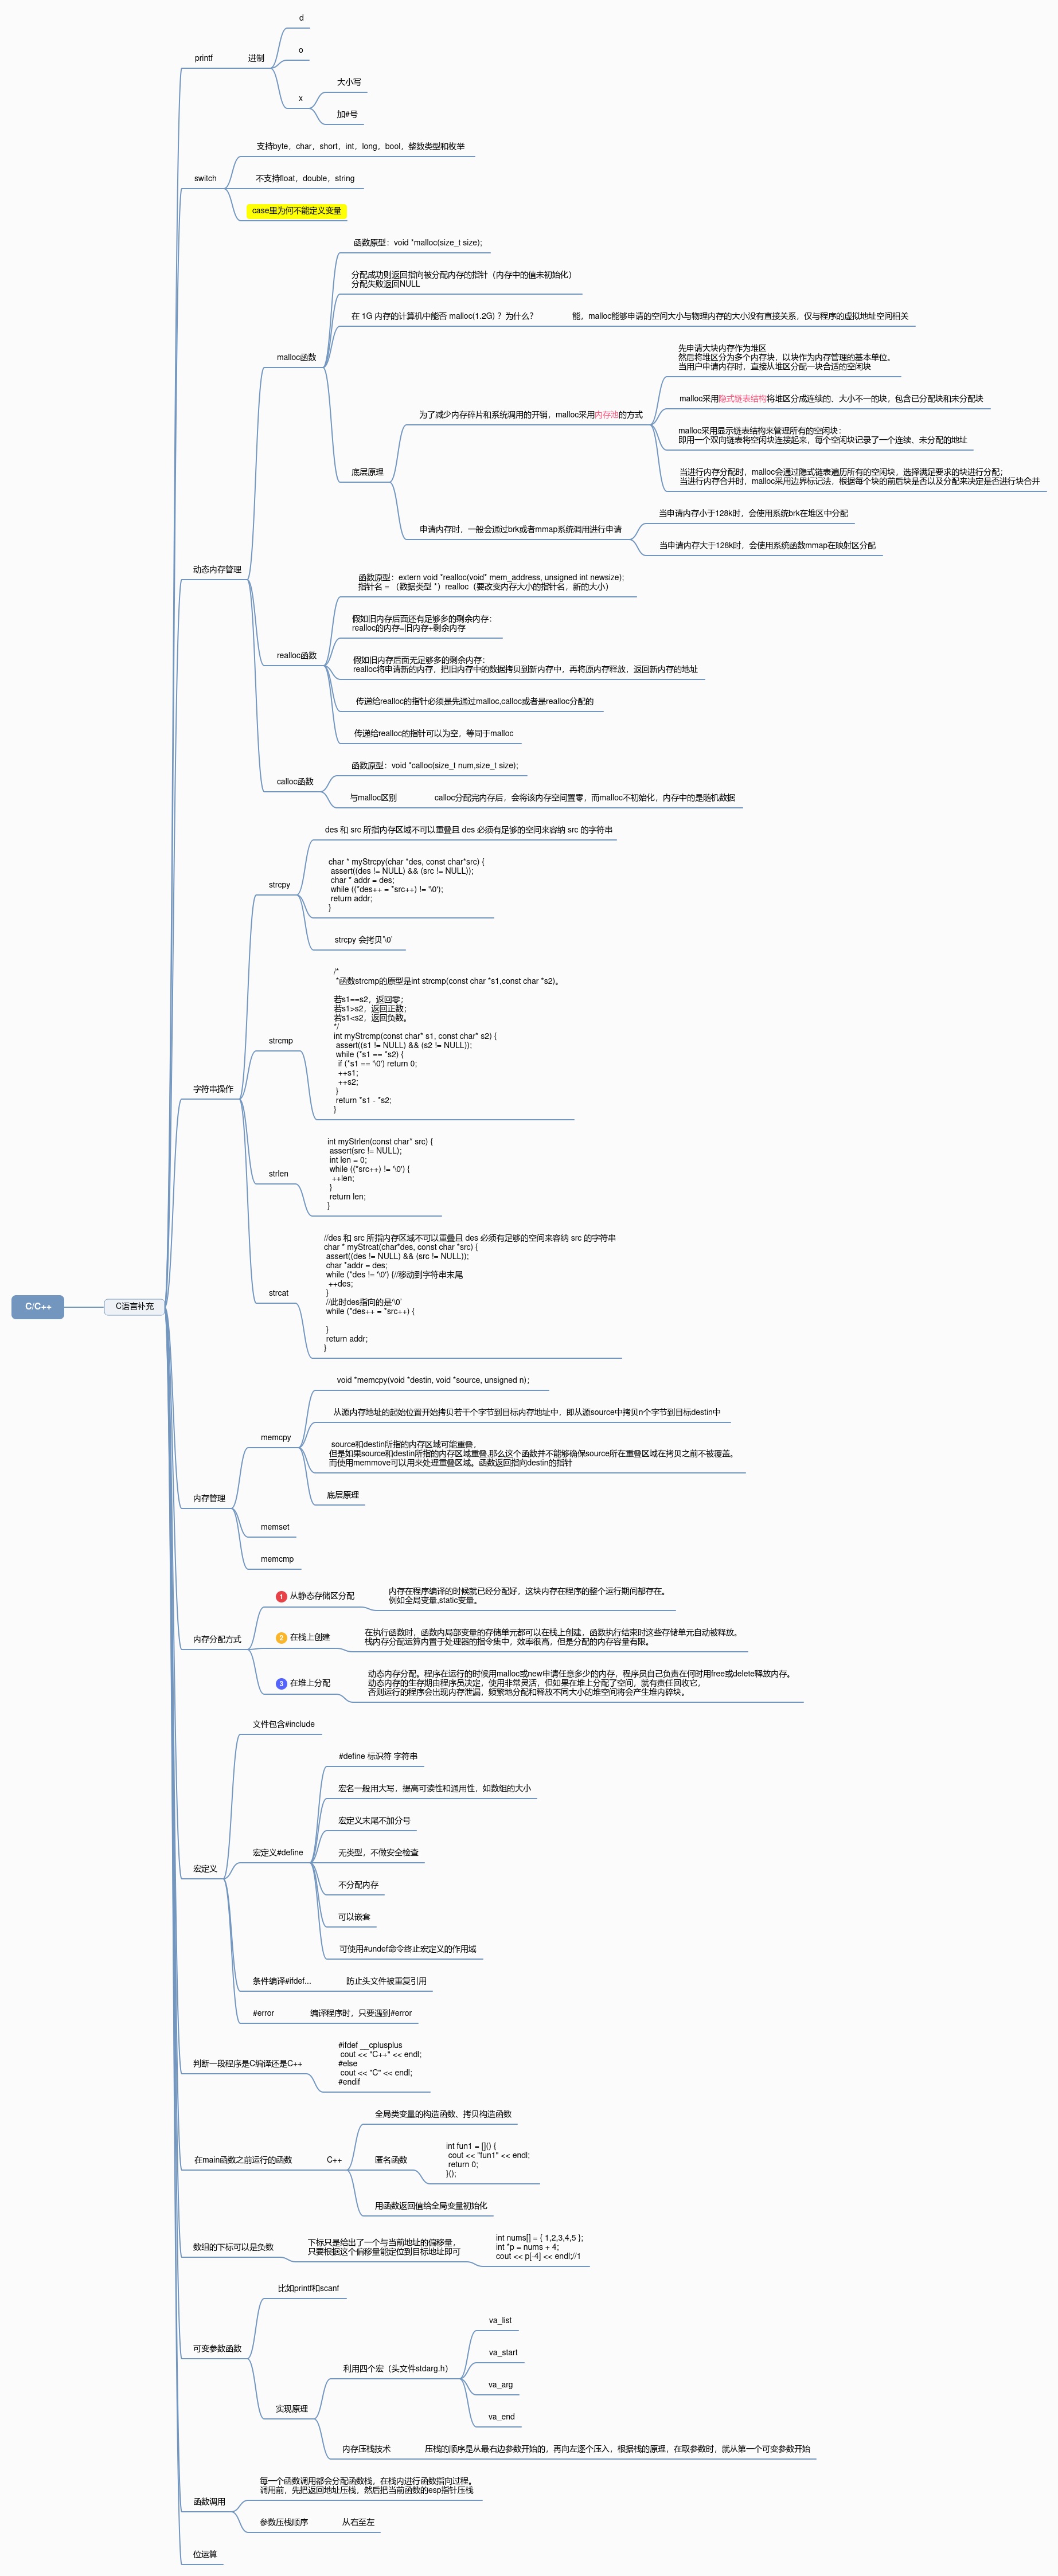 C/C++
C语言补充
printf
进制
d
o
x
大小写
加#号
switch
支持byte，char，short，int，long，bool，整数类型和枚举
不支持float，double，string
case里为何不能定义变量
动态内存管理
malloc函数
函数原型：void *malloc(size_t size);
分配成功则返回指向被分配内存的指针（内存中的值未初始化）
分配失败返回NULL
在 1G 内存的计算机中能否 malloc(1.2G) ？为什么？
能，malloc能够申请的空间大小与物理内存的大小没有直接关系，仅与程序的虚拟地址空间相关
底层原理
为了减少内存碎片和系统调用的开销，malloc采用内存池的方式
先申请大块内存作为堆区
然后将堆区分为多个内存块，以块作为内存管理的基本单位。
当用户申请内存时，直接从堆区分配一块合适的空闲块
malloc采用隐式链表结构将堆区分成连续的、大小不一的块，包含已分配块和未分配块
malloc采用显示链表结构来管理所有的空闲块：
即用一个双向链表将空闲块连接起来，每个空闲块记录了一个连续、未分配的地址
当进行内存分配时，malloc会通过隐式链表遍历所有的空闲块，选择满足要求的块进行分配；
当进行内存合并时，malloc采用边界标记法，根据每个块的前后块是否以及分配来决定是否进行块合并
申请内存时，一般会通过brk或者mmap系统调用进行申请
当申请内存小于128k时，会使用系统brk在堆区中分配
当申请内存大于128k时，会使用系统函数mmap在映射区分配
realloc函数
函数原型：extern void *realloc(void* mem_address, unsigned int newsize);
指针名 = （数据类型 *）realloc（要改变内存大小的指针名，新的大小）
假如旧内存后面还有足够多的剩余内存：
realloc的内存=旧内存+剩余内存
假如旧内存后面无足够多的剩余内存：
realloc将申请新的内存，把旧内存中的数据拷贝到新内存中，再将原内存释放，返回新内存的地址
传递给realloc的指针必须是先通过malloc,calloc或者是realloc分配的
传递给realloc的指针可以为空，等同于malloc
calloc函数
函数原型：void *calloc(size_t num,size_t size);
与malloc区别
calloc分配完内存后，会将该内存空间置零，而malloc不初始化，内存中的是随机数据
字符串操作
strcpy
des 和 src 所指内存区域不可以重叠且 des 必须有足够的空间来容纳 src 的字符串
char * myStrcpy(char *des, const char*src) {
assert((des != NULL) && (src != NULL));
char * addr = des;
while ((*des++ = *src++) != '\0');
return addr;
}
strcpy 会拷贝'\0'
strcmp
/*
*函数strcmp的原型是int strcmp(const char *s1,const char *s2)。
若s1==s2，返回零；
若s1>s2，返回正数；
若s1<s2，返回负数。
*/
int myStrcmp(const char* s1, const char* s2) {
assert((s1 != NULL) && (s2 != NULL));
while (*s1 == *s2) {
if (*s1 == '\0') return 0;
++s1;
++s2;
}
return *s1 - *s2;
}
strlen
int myStrlen(const char* src) {
assert(src != NULL);
int len = 0;
while ((*src++) != '\0') {
++len;
}
return len;
}
strcat
//des 和 src 所指内存区域不可以重叠且 des 必须有足够的空间来容纳 src 的字符串
char * myStrcat(char*des, const char *src) {
assert((des != NULL) && (src != NULL));
char *addr = des;
while (*des != '\0') {//移动到字符串末尾
++des;
}
//此时des指向的是'\0'
while (*des++ = *src++) {
}
return addr;
}
内存管理
memcpy
void *memcpy(void *destin, void *source, unsigned n)；
从源内存地址的起始位置开始拷贝若干个字节到目标内存地址中，即从源source中拷贝n个字节到目标destin中
source和destin所指的内存区域可能重叠，
但是如果source和destin所指的内存区域重叠,那么这个函数并不能够确保source所在重叠区域在拷贝之前不被覆盖。
而使用memmove可以用来处理重叠区域。函数返回指向destin的指针
底层原理
memset
memcmp
内存分配方式
1 从静态存储区分配
内存在程序编译的时候就已经分配好，这块内存在程序的整个运行期间都存在。
例如全局变量,static变量。
2 在栈上创建
在执行函数时，函数内局部变量的存储单元都可以在栈上创建，函数执行结束时这些存储单元自动被释放。
栈内存分配运算内置于处理器的指令集中，效率很高，但是分配的内存容量有限。
3 在堆上分配
动态内存分配。程序在运行的时候用malloc或new申请任意多少的内存，程序员自己负责在何时用free或delete释放内存。
动态内存的生存期由程序员决定，使用非常灵活，但如果在堆上分配了空间，就有责任回收它，
否则运行的程序会出现内存泄漏，频繁地分配和释放不同大小的堆空间将会产生堆内碎块。
宏定义
文件包含#include
宏定义#define
#define 标识符 字符串
宏名一般用大写，提高可读性和通用性，如数组的大小
宏定义末尾不加分号
无类型，不做安全检查
不分配内存
可以嵌套
可使用#undef命令终止宏定义的作用域
条件编译#ifdef...
防止头文件被重复引用
#error
编译程序时，只要遇到#error
判断一段程序是C编译还是C++
#ifdef __cplusplus
cout << "C++" << endl;
#else
cout << "C" << endl;
#endif
在main函数之前运行的函数
C++
全局类变量的构造函数、拷贝构造函数
匿名函数
int fun1 = []() {
cout << "fun1" << endl;
return 0;
}();
用函数返回值给全局变量初始化
数组的下标可以是负数
下标只是给出了一个与当前地址的偏移量，
只要根据这个偏移量能定位到目标地址即可
int nums[] = { 1,2,3,4,5 };
int *p = nums + 4;
cout << p[-4] << endl;//1
可变参数函数
比如printf和scanf
实现原理
利用四个宏（头文件stdarg.h）
va_list
va_start
va_arg
va_end
内存压栈技术
压栈的顺序是从最右边参数开始的，再向左逐个压入，根据栈的原理，在取参数时，就从第一个可变参数开始
函数调用
每一个函数调用都会分配函数栈，在栈内进行函数指向过程。
调用前，先把返回地址压栈，然后把当前函数的esp指针压栈
参数压栈顺序
从右至左
位运算